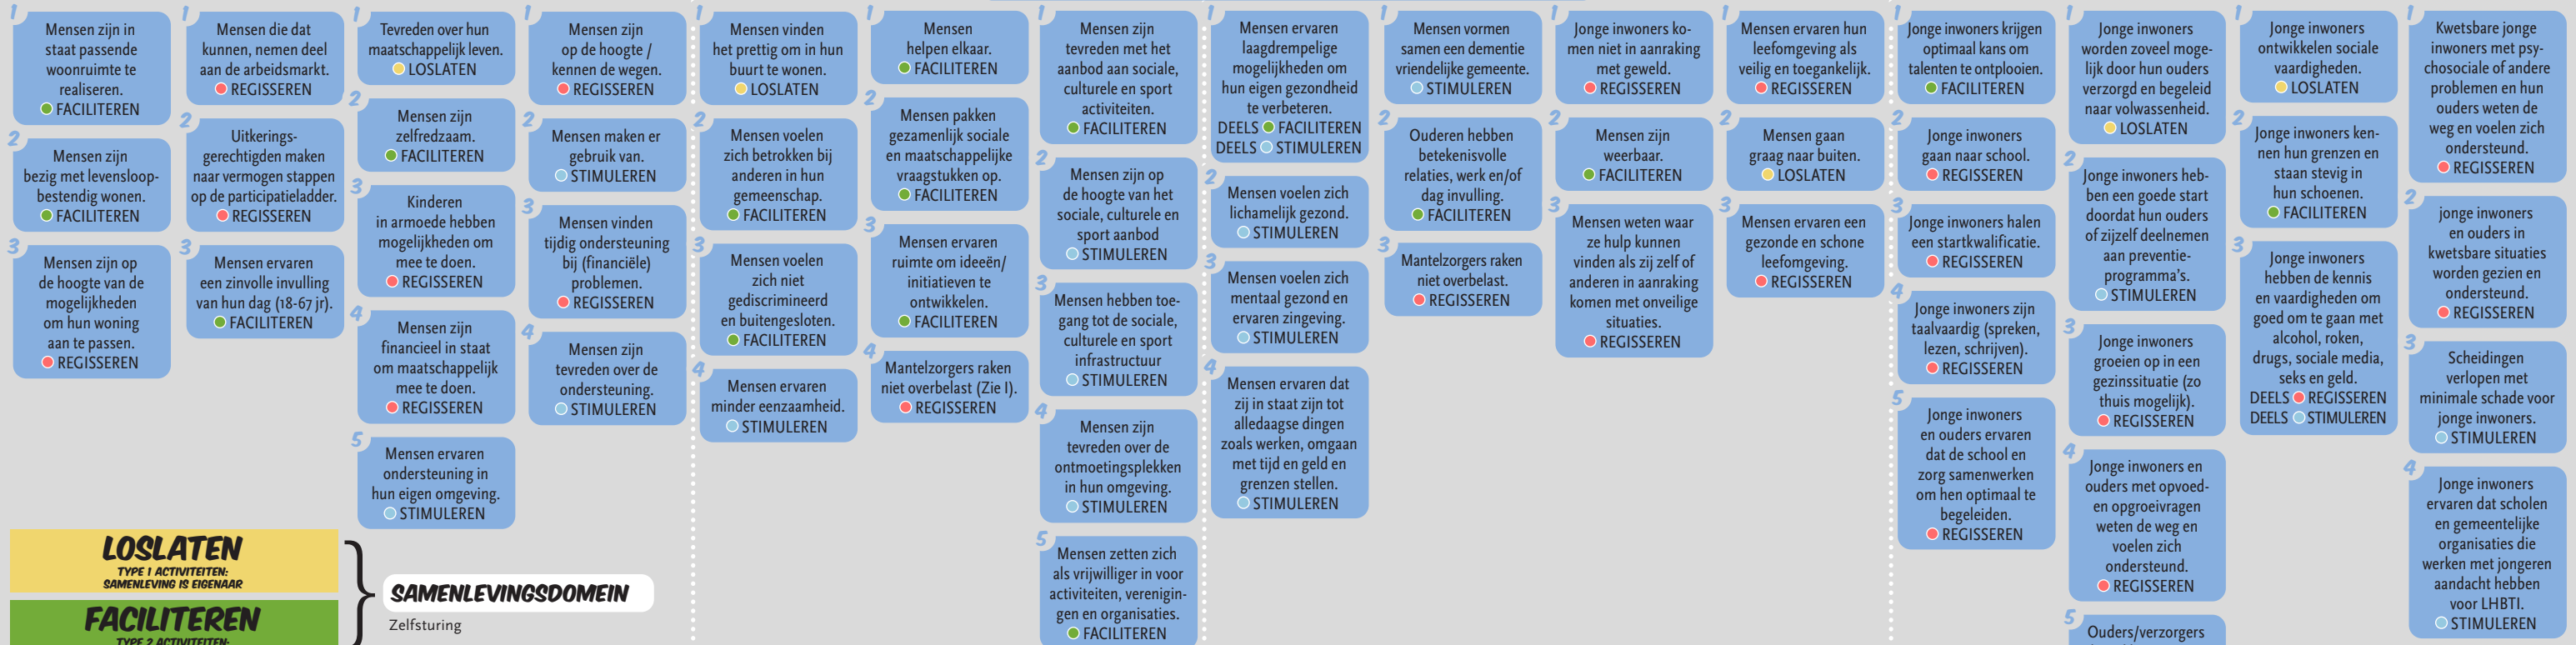 1
Mensen zijn in
staat passende
woonruimte te
realiseren.
FACILITEREN
2
Mensen zijn
bezig met levensloop-
bestendig wonen.
FACILITEREN
3
Mensen zijn op
de hoogte van de
mogelijkheden
om hun woning
aan te passen.
REGISSEREN
1
Mensen die dat
kunnen, nemen deel
aan de arbeidsmarkt.
REGISSEREN
2
Uitkerings-
gerechtigden maken
naar vermogen stappen
op de participatieladder.
REGISSEREN
3
Mensen ervaren
een zinvolle invulling
van hun dag (18-67 jr).
FACILITEREN
1
Tevreden over hun
maatschappelijk leven.
LOSLATEN
2
Mensen zijn
zelfredzaam.
FACILITEREN
3
Kinderen
in armoede hebben
mogelijkheden om
mee te doen.
REGISSEREN
4
Mensen zijn
financieel in staat
om maatschappelijk
mee te doen.
REGISSEREN
5
Mensen ervaren
ondersteuning in
hun eigen omgeving.
STIMULEREN
1
Mensen zijn
op de hoogte /
kennen de wegen.
REGISSEREN
2
Mensen maken er
gebruik van.
STIMULEREN
3
Mensen vinden
tijdig ondersteuning
bij (financiële)
problemen.
REGISSEREN
4
Mensen zijn
tevreden over de
ondersteuning.
STIMULEREN
1
Mensen vinden
het prettig om in hun
buurt te wonen.
LOSLATEN
2
Mensen voelen
zich betrokken bij
anderen in hun
gemeenschap.
FACILITEREN
3
Mensen voelen
zich niet
gediscrimineerd
en buitengesloten.
FACILITEREN
4
Mensen ervaren
minder eenzaamheid.
STIMULEREN
1
Mensen
helpen elkaar.
FACILITEREN
2
Mensen pakken
gezamenlijk sociale
en maatschappelijke
vraagstukken op.
FACILITEREN
3
Mensen ervaren
ruimte om ideeën/
initiatieven te
ontwikkelen.
FACILITEREN
4
Mantelzorgers raken
niet overbelast (Zie I).
REGISSEREN
1
Mensen zijn
tevreden met het
aanbod aan sociale,
culturele en sport
activiteiten.
FACILITEREN
2
Mensen zijn op
de hoogte van het
sociale, culturele en
sport aanbod
STIMULEREN
3
Mensen hebben toe-
gang tot de sociale,
culturele en sport
infrastructuur
STIMULEREN
4
Mensen zijn
tevreden over de
ontmoetingsplekken
in hun omgeving.
STIMULEREN
5
Mensen zetten zich
als vrijwilliger in voor
activiteiten, verenigin-
gen en organisaties.
FACILITEREN
1
Mensen ervaren
laagdrempelige
mogelijkheden om
hun eigen gezondheid
te verbeteren.
DEELS FACILITEREN
DEELS STIMULEREN
2
Mensen voelen zich
lichamelijk gezond.
STIMULEREN
3
Mensen voelen zich
mentaal gezond en
ervaren zingeving.
STIMULEREN
4
Mensen ervaren dat
zij in staat zijn tot
alledaagse dingen
zoals werken, omgaan
met tijd en geld en
grenzen stellen.
STIMULEREN
1
Mensen vormen
samen een dementie
vriendelijke gemeente.
STIMULEREN
2
Ouderen hebben
betekenisvolle
relaties, werk en/of
dag invulling.
FACILITEREN
3
Mantelzorgers raken
niet overbelast.
REGISSEREN
1
Jonge inwoners ko-
men niet in aanraking
met geweld.
REGISSEREN
2
Mensen zijn
weerbaar.
FACILITEREN
3
Mensen weten waar
ze hulp kunnen
vinden als zij zelf of
anderen in aanraking
komen met onveilige
situaties.
REGISSEREN
1
Mensen ervaren hun
leefomgeving als
veilig en toegankelijk.
REGISSEREN
2
Mensen gaan
graag naar buiten.
LOSLATEN
3
Mensen ervaren een
gezonde en schone
leefomgeving.
REGISSEREN
1
Jonge inwoners krijgen
optimaal kans om
talenten te ontplooien.
FACILITEREN
2
Jonge inwoners
gaan naar school.
REGISSEREN
3
Jonge inwoners halen
een startkwalificatie.
REGISSEREN
4
Jonge inwoners zijn
taalvaardig (spreken,
lezen, schrijven).
REGISSEREN
5
Jonge inwoners
en ouders ervaren
dat de school en
zorg samenwerken
om hen optimaal te
begeleiden.
REGISSEREN
1
Jonge inwoners
worden zoveel moge-
lijk door hun ouders
verzorgd en begeleid
naar volwassenheid.
LOSLATEN
2
Jonge inwoners heb-
ben een goede start
doordat hun ouders
of zijzelf deelnemen
aan preventie-
programma's.
STIMULEREN
3
Jonge inwoners
groeien op in een
gezinssituatie (zo
thuis mogelijk).
REGISSEREN
4
Jonge inwoners en
ouders met opvoed-
en opgroeivragen
weten de weg en
voelen zich
ondersteund.
REGISSEREN
5
Ouders/verzorgers
1
Jonge inwoners
ontwikkelen sociale
vaardigheden.
LOSLATEN
2
Jonge inwoners ken-
nen hun grenzen en
staan stevig in
hun schoenen.
FACILITEREN
3
Jonge inwoners
hebben de kennis
en vaardigheden om
goed om te gaan met
alcohol, roken,
drugs, sociale media,
seks en geld.
DEELS REGISSEREN
DEELS STIMULEREN
1
Kwetsbare jonge
inwoners met psy-
chosociale of andere
problemen en hun
ouders weten de
weg en voelen zich
ondersteund.
REGISSEREN
2
jonge inwoners
en ouders in
kwetsbare situaties
worden gezien en
ondersteund.
REGISSEREN
3
Scheidingen
verlopen met
minimale schade voor
jonge inwoners.
STIMULEREN
4
Jonge inwoners
ervaren dat scholen
en gemeentelijke
organisaties die
werken met jongeren
aandacht hebben
voor LHBTI.
STIMULEREN
LOSLATEN
TYPE 1 ACTIVITEITEN:
SAMENLEVING IS EIGENAAR
FACILITEREN
TYPE 2 ACTIVITEITEN:
SAMENLEVINGSDOMEIN
Zelfsturing